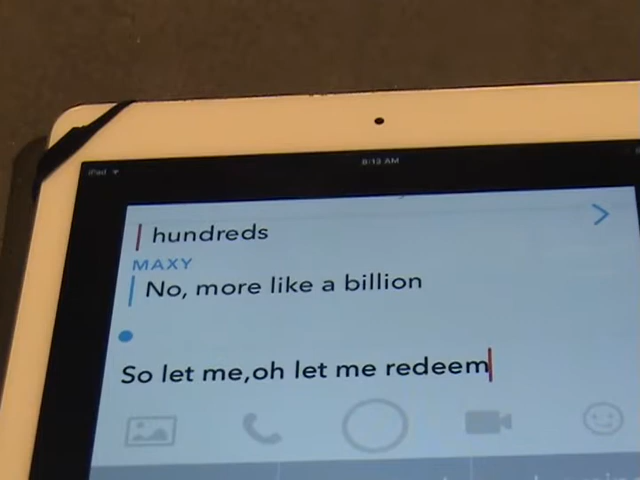 iPad
8:13 AM
hundreds
MAXY
No, more like a billion
So let me,oh let me redeem